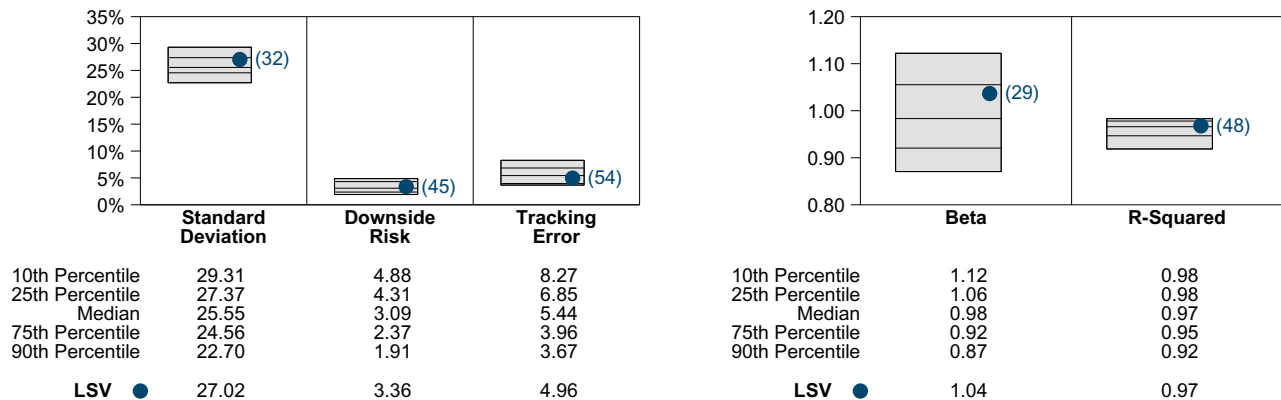 35%
30%
25%
20%
15%
10%
5%
0%
(32)
(45)
(54)
Standard Deviation
Downside Risk
Tracking Error
10th Percentile 29.31 4.88 8.27
25th Percentile 27.37 4.31 6.85
Median 25.55 3.09 5.44
75th Percentile 24.56 2.37 3.96
90th Percentile 22.70 1.91 3.67
LSV 27.02 3.36 4.96
1.20
1.10
1.00
0.90
0.80
(29)
(48)
Beta
R-Squared
10th Percentile 1.12 0.98
25th Percentile 1.06 0.98
Median 0.98 0.97
75th Percentile 0.92 0.95
90th Percentile 0.87 0.92
LSV 1.04 0.97